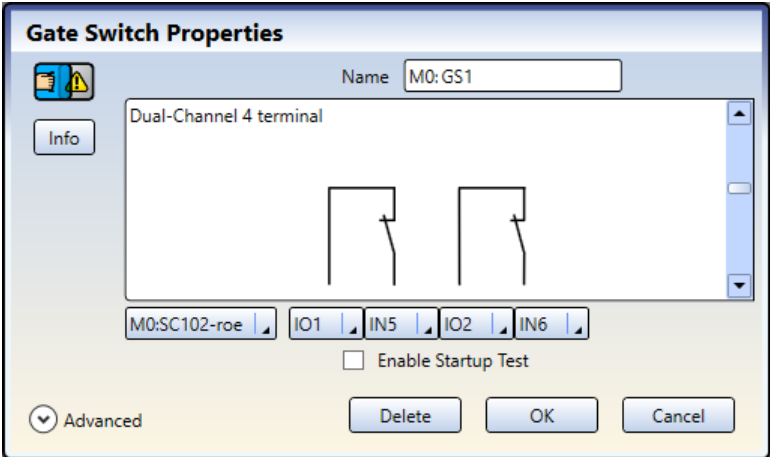 Gate Switch Properties
Name M0:GS1
Info
Dual-Channel 4 terminal
M0:SC102-roe IO1 IN5 IO2 IN6
Enable Startup Test
Advanced Delete OK Cancel